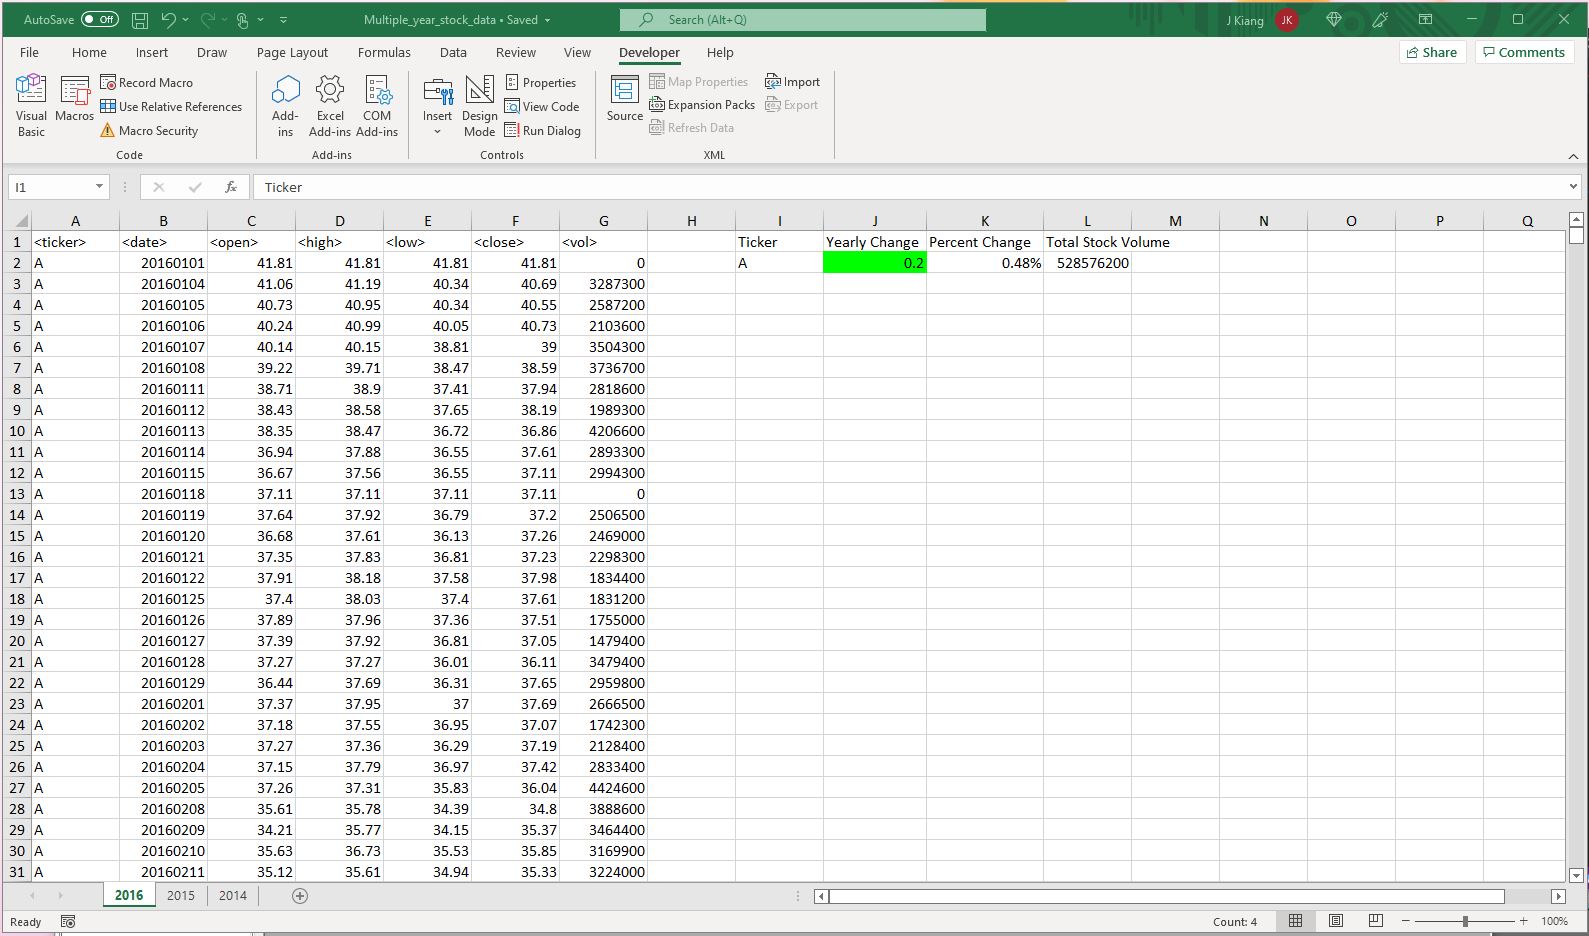 AutoSave Off Multiple_year_stock_data • Saved Search (Alt+Q) J Kiang JK
File Home Insert Draw Page Layout Formulas Data Review View Developer Help Share Comments
Visual Basic
Macros
Record Macro
Use Relative References
Macro Security
Code
Add-ins
Excel Add-ins
COM Add-ins
Add-ins
Insert
Design Mode
Properties
View Code
Run Dialog
Controls
Source
Map Properties
Expansion Packs
Refresh Data
Import
Export
XML
I1 fx Ticker
A B C D E F G H I J K L M N O P Q
1 <ticker> <date> <open> <high> <low> <close> <vol> Ticker Yearly Change Percent Change Total Stock Volume
2 A 20160101 41.81 41.81 41.81 41.81 0 A 0.2 0.48% 528576200
3 A 20160104 41.06 41.19 40.34 40.69 3287300
4 A 20160105 40.73 40.95 40.34 40.55 2587200
5 A 20160106 40.24 40.99 40.05 40.73 2103600
6 A 20160107 40.14 40.15 38.81 39 3504300
7 A 20160108 39.22 39.71 38.47 38.59 3736700
8 A 20160111 38.71 38.9 37.41 37.94 2818600
9 A 20160112 38.43 38.58 37.65 38.19 1989300
10 A 20160113 38.35 38.47 36.72 36.86 4206600
11 A 20160114 36.94 37.88 36.55 37.61 2893300
12 A 20160115 36.67 37.56 36.55 37.11 2994300
13 A 20160118 37.11 37.11 37.11 37.11 0
14 A 20160119 37.64 37.92 36.79 37.2 2506500
15 A 20160120 36.68 37.61 36.13 37.26 2469000
16 A 20160121 37.35 37.83 36.81 37.23 2298300
17 A 20160122 37.91 38.18 37.58 37.98 1834400
18 A 20160125 37.4 38.03 37.4 37.61 1831200
19 A 20160126 37.89 37.96 37.36 37.51 1755000
20 A 20160127 37.39 37.92 36.81 37.05 1479400
21 A 20160128 37.27 37.27 36.01 36.11 3479400
22 A 20160129 36.44 37.69 36.31 37.65 2959800
23 A 20160201 37.37 37.95 37 37.69 2666500
24 A 20160202 37.18 37.55 36.95 37.07 1742300
25 A 20160203 37.27 37.36 36.29 37.19 2128400
26 A 20160204 37.15 37.79 36.97 37.42 2833400
27 A 20160205 37.26 37.31 35.83 36.04 4424600
28 A 20160208 35.61 35.78 34.39 34.8 3888600
29 A 20160209 34.21 35.77 34.15 35.37 3464400
30 A 20160210 35.63 36.73 35.53 35.85 3169900
31 A 20160211 35.12 35.61 34.94 35.33 3224000
2016 2015 2014
Ready Count: 4 100%